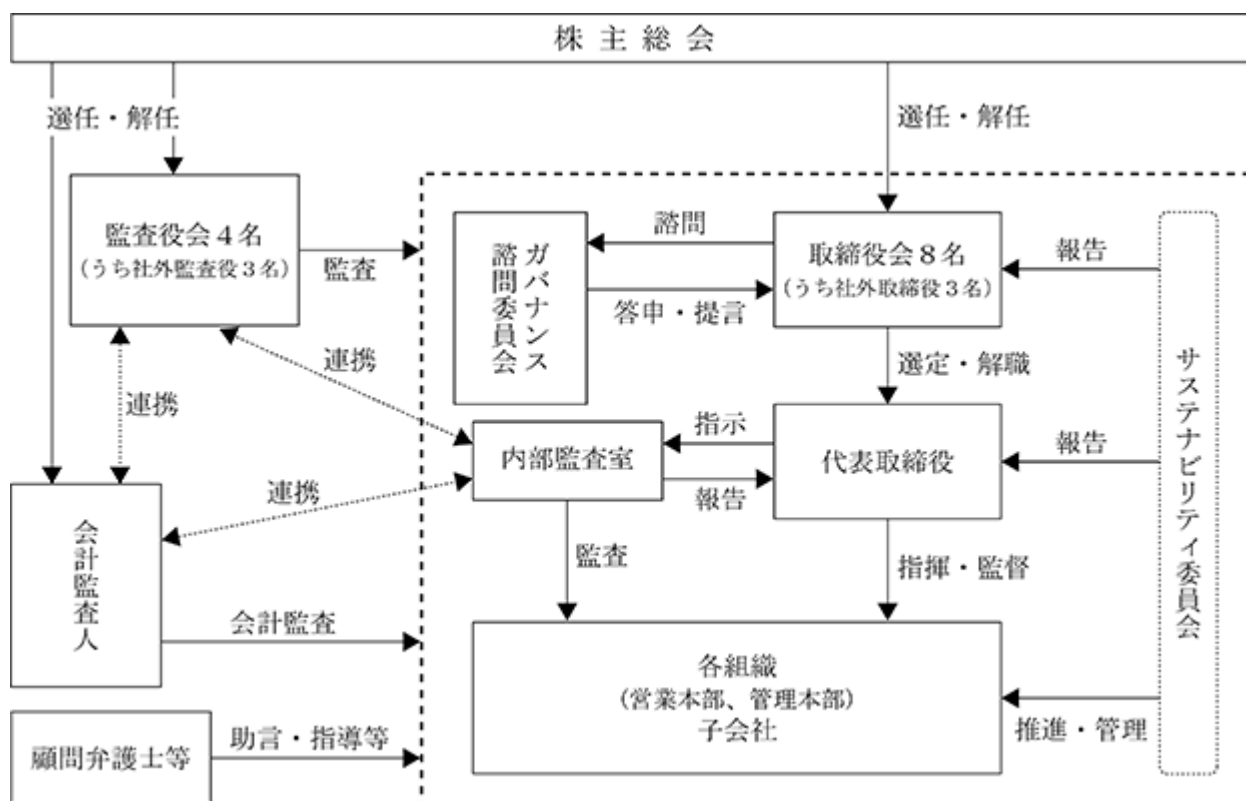 株主総会
選任・解任
選任・解任
監査役会4名
(うち社外監査役3名)
監査
ガバナンス
諮問委員会
諮問
答申・提言
取締役会8名
(うち社外取締役3名)
報告
連携
連携
選定・解職
サステナビリティ委員会
内部監査室
指示
報告
代表取締役
報告
連携
会計監査人
監査
指揮・監督
会計監査
各組織
(営業本部、管理本部)
子会社
推進・管理
顧問弁護士等
助言・指導等